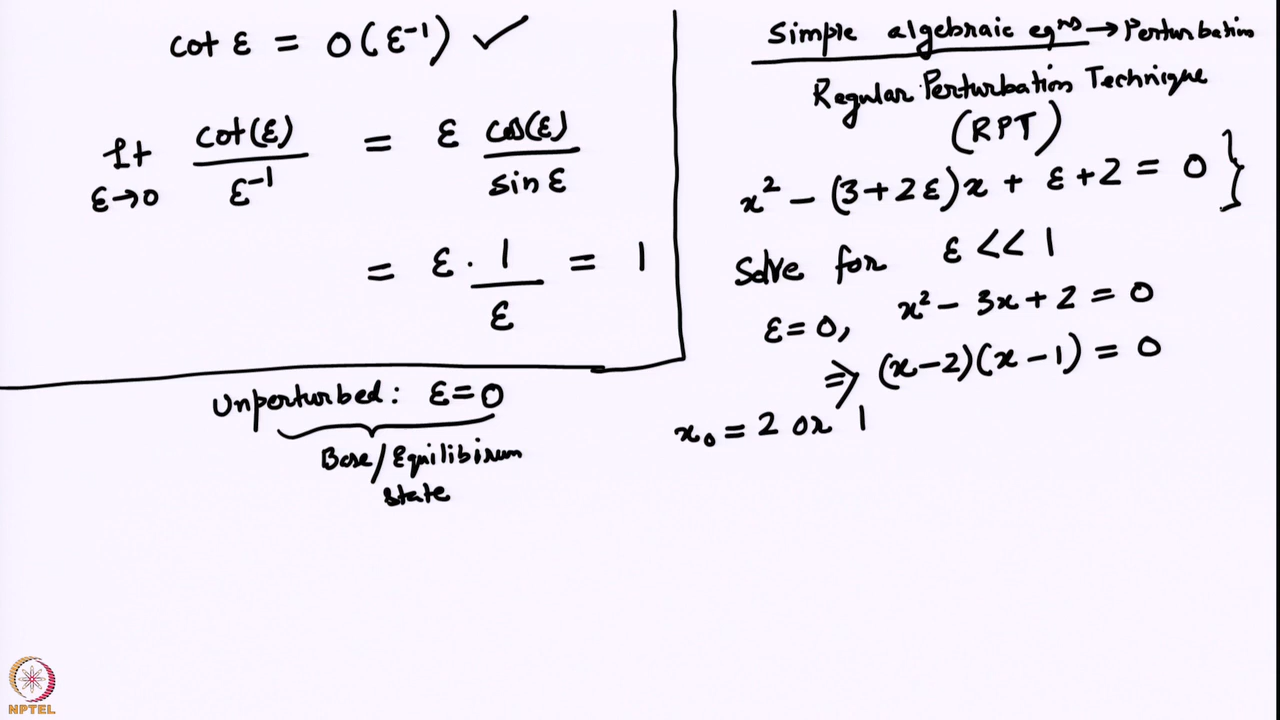 cot ε = O(ε⁻¹) ✓
lt ε→0 cot(ε)/ε⁻¹ = ε cos(ε)/sin ε
= ε · 1/ε = 1
Unperturbed: ε=0
Base/Equilibirum
state
Simple algebraic eqⁿˢ → Perturbation
Regular Perturbation Technique
(RPT)
x² − (3+2ε)x + ε+2 = 0 }
Solve for ε << 1
ε=0, x² − 3x + 2 = 0
⇒ (x−2)(x−1) = 0
x₀ = 2 or 1
NPTEL